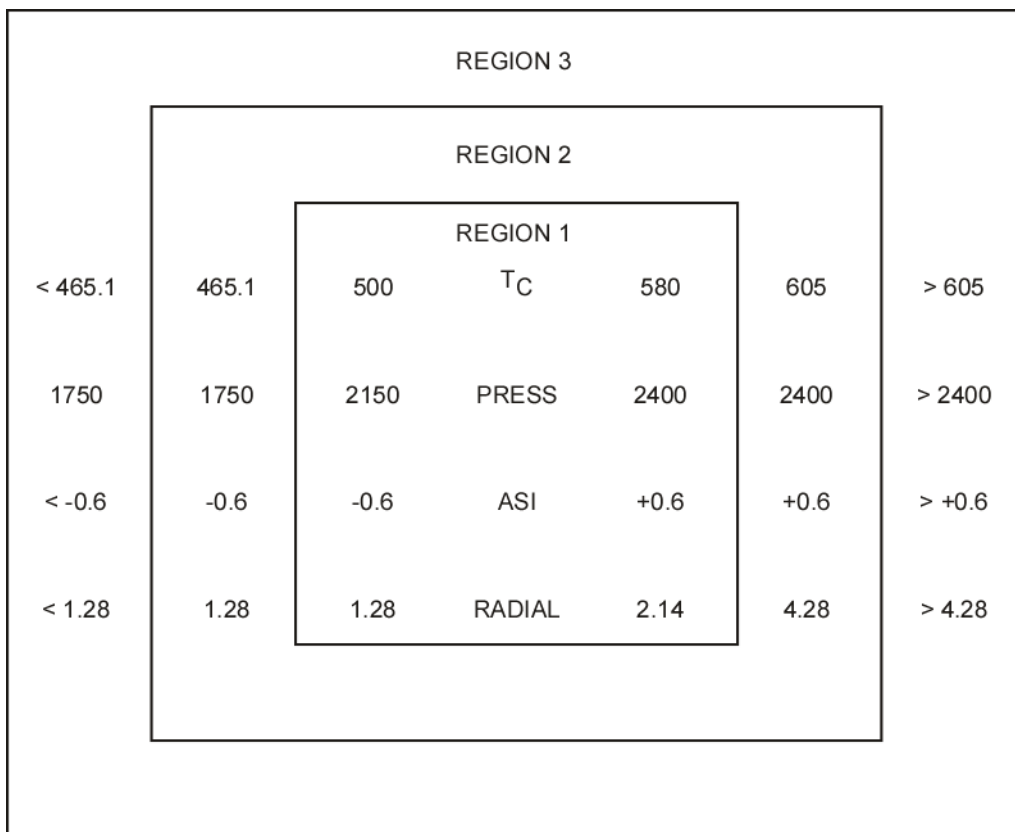 REGION 3
REGION 2
REGION 1
< 465.1 465.1 500 TC 580 605 > 605
1750 1750 2150 PRESS 2400 2400 > 2400
< -0.6 -0.6 -0.6 ASI +0.6 +0.6 > +0.6
< 1.28 1.28 1.28 RADIAL 2.14 4.28 > 4.28